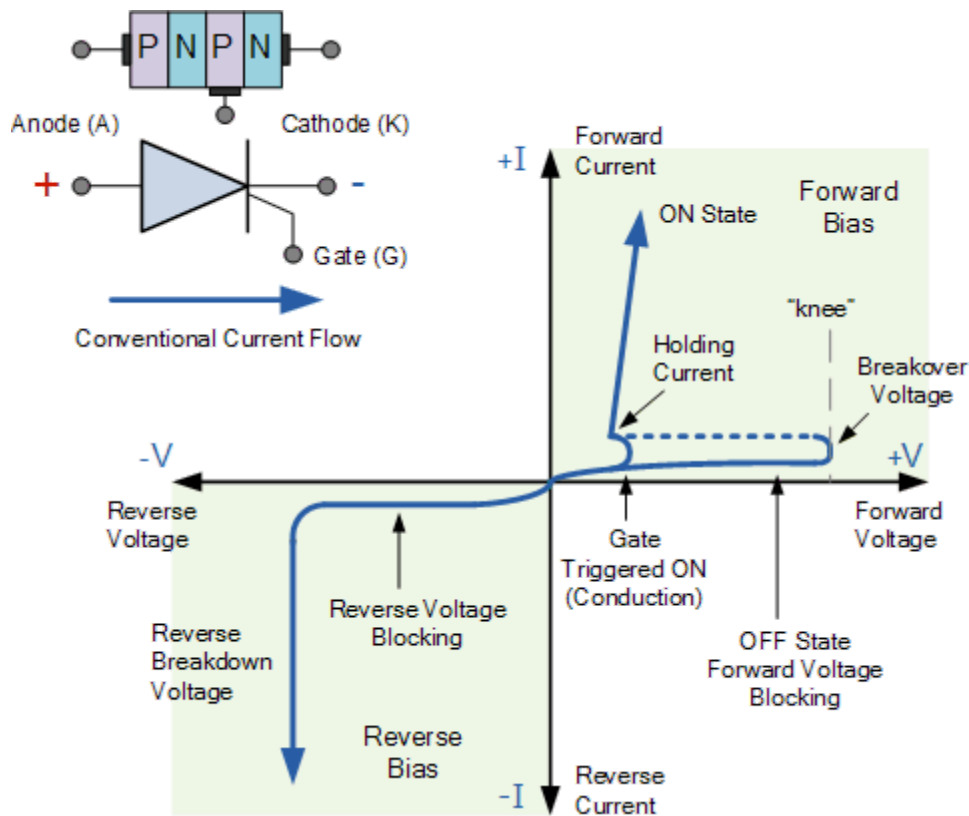 P N P N
Anode (A)
Cathode (K)
+
-
Gate (G)
Conventional Current Flow
+I
Forward
Current
ON State
Forward
Bias
"knee"
Holding
Current
Breakover
Voltage
-V
+V
Reverse
Voltage
Forward
Voltage
Gate
Triggered ON
(Conduction)
Reverse Voltage
Blocking
Reverse
Breakdown
Voltage
OFF State
Forward Voltage
Blocking
Reverse
Bias
-I
Reverse
Current